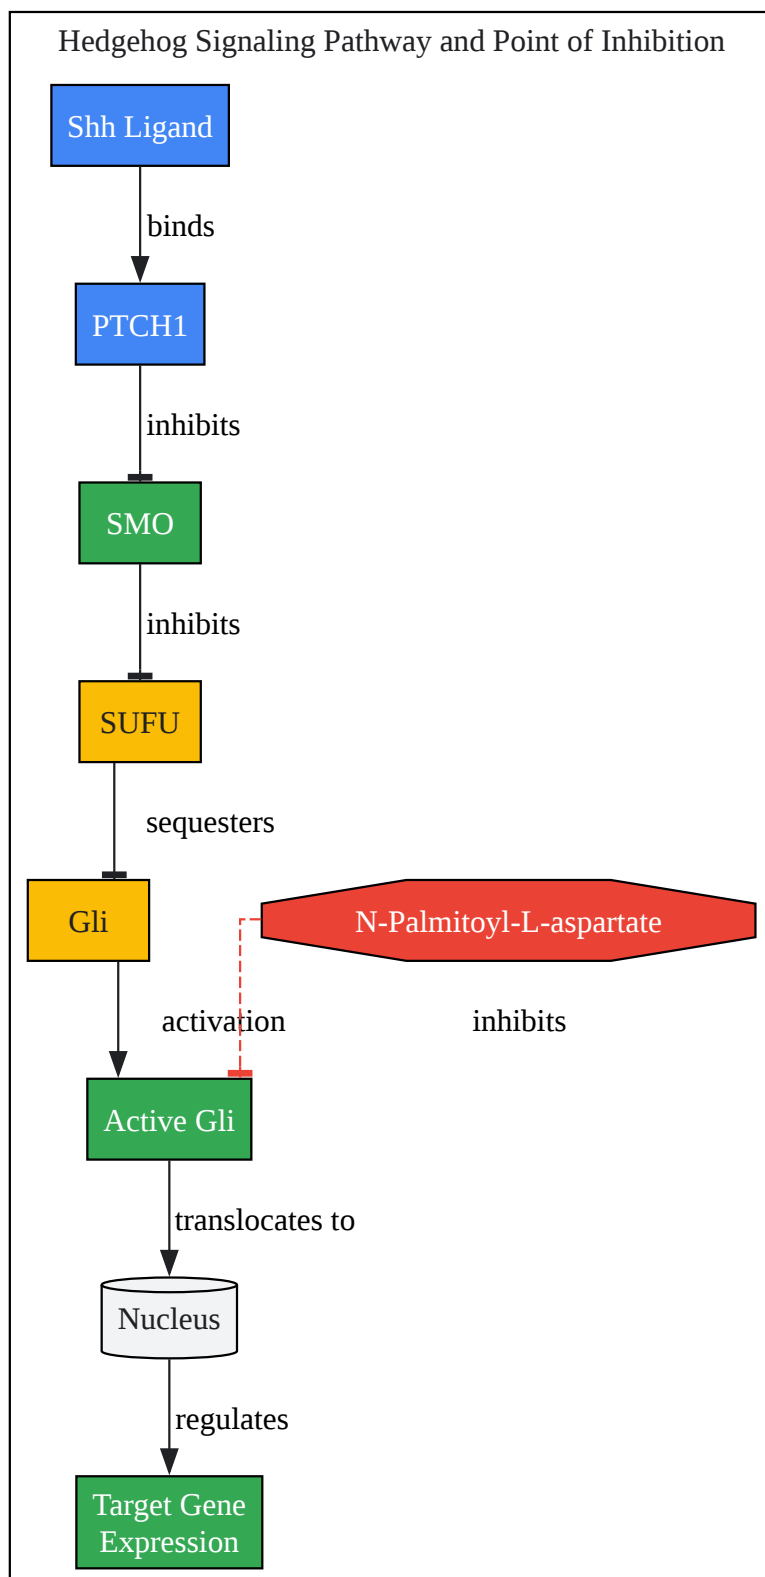 Hedgehog Signaling Pathway and Point of Inhibition
Shh Ligand
binds
PTCH1
inhibits
SMO
inhibits
SUFU
sequesters
Gli
N-Palmitoyl-L-aspartate
activation
inhibits
Active Gli
translocates to
Nucleus
regulates
Target Gene
Expression